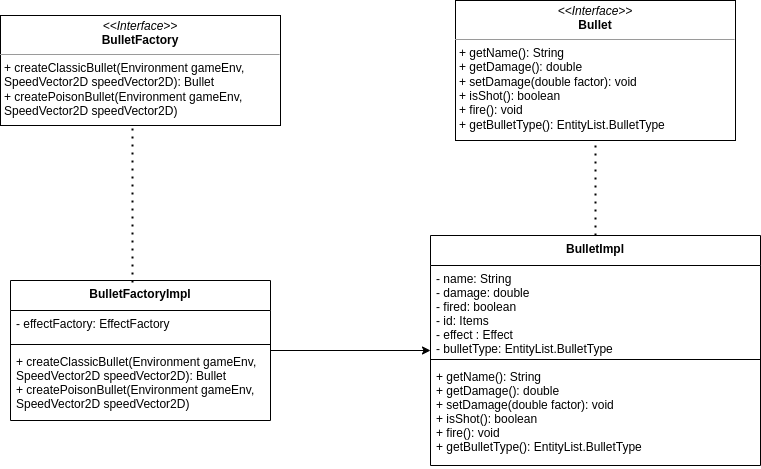 <<Interface>>
BulletFactory
+ createClassicBullet(Environment gameEnv,
SpeedVector2D speedVector2D): Bullet
+ createPoisonBullet(Environment gameEnv,
SpeedVector2D speedVector2D)
<<Interface>>
Bullet
+ getName(): String
+ getDamage(): double
+ setDamage(double factor): void
+ isShot(): boolean
+ fire(): void
+ getBulletType(): EntityList.BulletType
BulletFactoryImpl
- effectFactory: EffectFactory
+ createClassicBullet(Environment gameEnv,
SpeedVector2D speedVector2D): Bullet
+ createPoisonBullet(Environment gameEnv,
SpeedVector2D speedVector2D)
BulletImpl
- name: String
- damage: double
- fired: boolean
- id: Items
- effect : Effect
- bulletType: EntityList.BulletType
+ getName(): String
+ getDamage(): double
+ setDamage(double factor): void
+ isShot(): boolean
+ fire(): void
+ getBulletType(): EntityList.BulletType